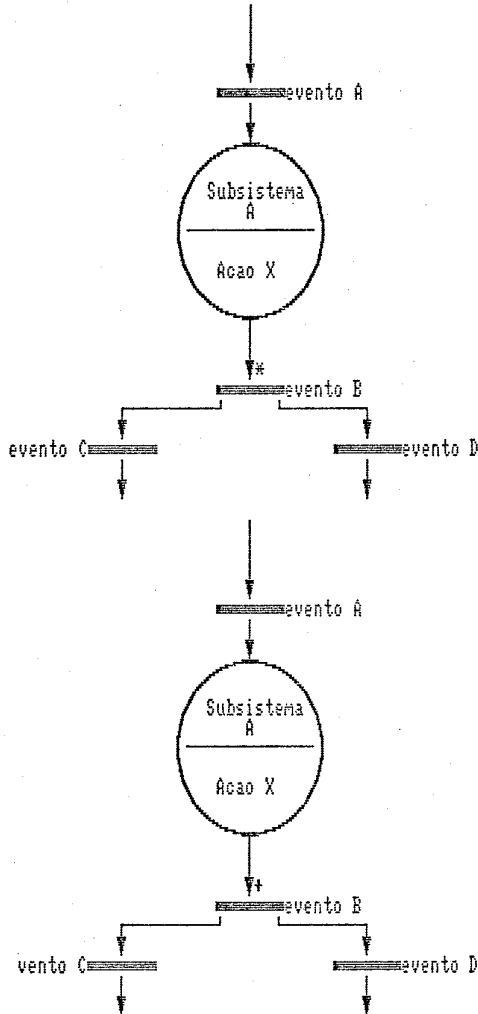 evento A
Subsistema
A
Acao X
*
evento B
evento C
evento D
evento A
Subsistema
A
Acao X
+
evento B
vento C
evento D